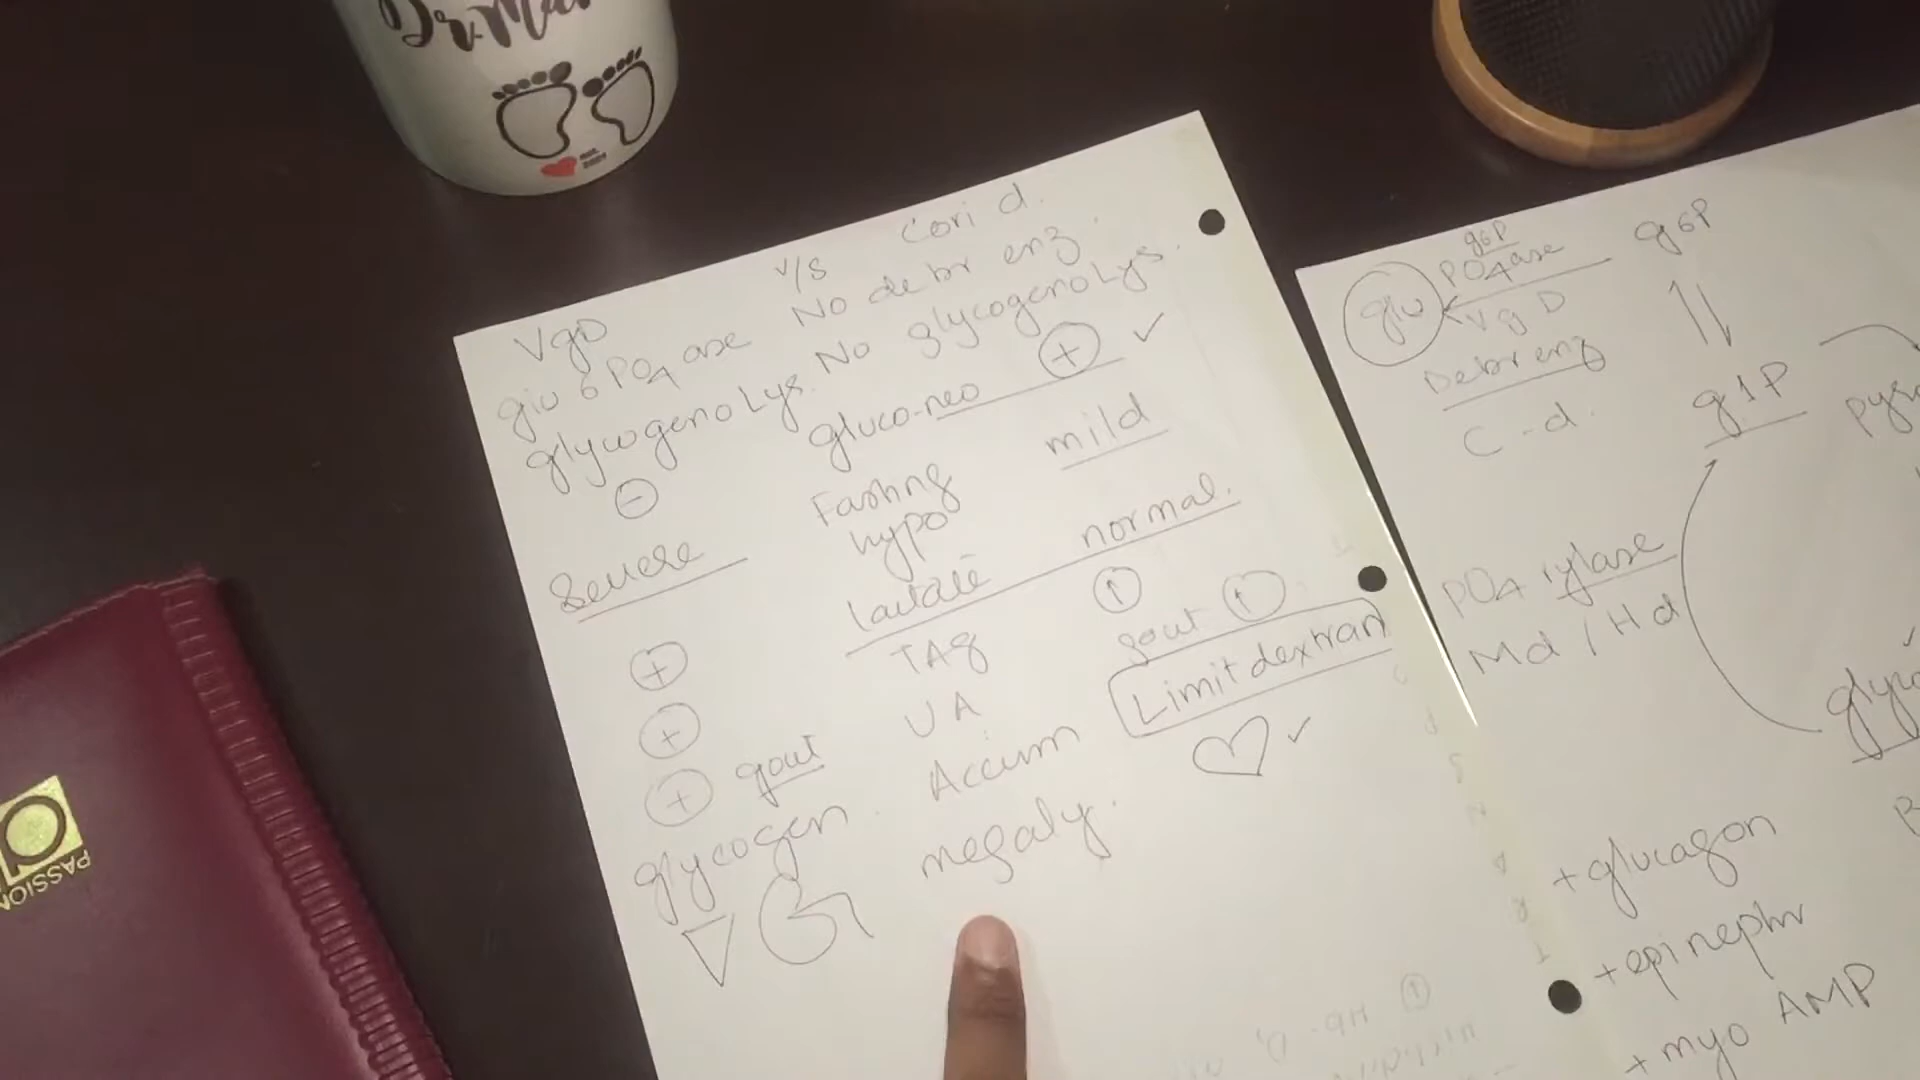 Dr.Ma
PASSION
VgD v/s Cori d.
glu 6 PO4 ase No debr enz.
glycogenolys. No glycogenolys.
⊖ gluco-neo ⊕ ✓
Severe Fasting hypo mild
⊕ lactate normal.
⊕ TAG ↑
⊕ gout UA gout ↑
glycogen. Accum Limit dextran
megaly. ✓
glu g6P PO4ase g6P
VgD
Debr enz
C-d. g1P
PO4 rylase
Md / Hd
+ glucagon
+ epinephr
+ myo AMP